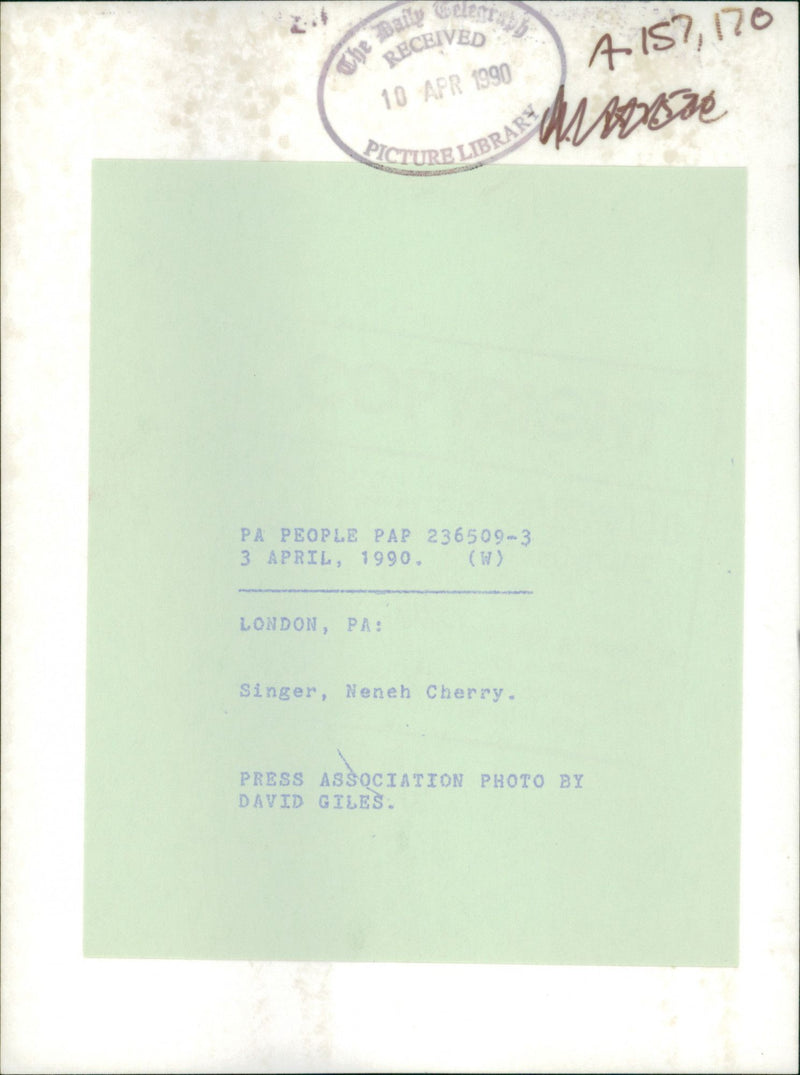 The Daily Telegraph
RECEIVED
10 APR 1990
PICTURE LIBRARY
A 157,170
PA PEOPLE PAP 236509-3
3 APRIL, 1990. (W)
LONDON, PA:
Singer, Neneh Cherry.
PRESS ASSOCIATION PHOTO BY
DAVID GILES.